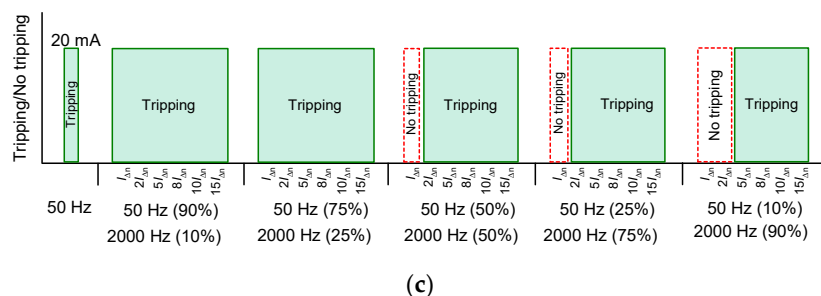 Tripping/No tripping
20 mA
Tripping
Tripping
Tripping
No tripping
Tripping
No tripping
Tripping
No tripping
Tripping
IΔn 2IΔn 5IΔn 8IΔn 10IΔn 15IΔn
IΔn 2IΔn 5IΔn 8IΔn 10IΔn 15IΔn
IΔn 2IΔn 5IΔn 8IΔn 10IΔn 15IΔn
IΔn 2IΔn 5IΔn 8IΔn 10IΔn 15IΔn
IΔn 2IΔn 5IΔn 8IΔn 10IΔn 15IΔn
50 Hz
50 Hz (90%)
2000 Hz (10%)
50 Hz (75%)
2000 Hz (25%)
50 Hz (50%)
2000 Hz (50%)
50 Hz (25%)
2000 Hz (75%)
50 Hz (10%)
2000 Hz (90%)
(c)